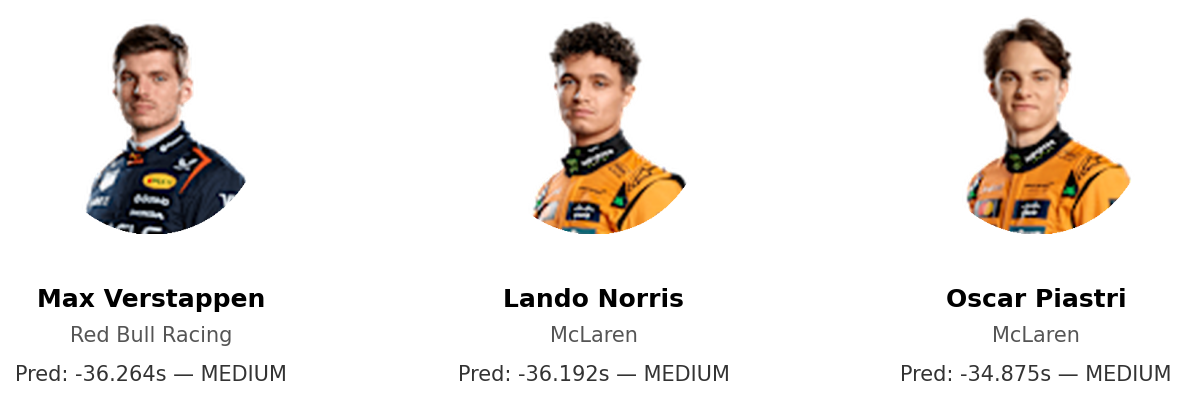 Max Verstappen
Red Bull Racing
Pred: -36.264s — MEDIUM
Lando Norris
McLaren
Pred: -36.192s — MEDIUM
Oscar Piastri
McLaren
Pred: -34.875s — MEDIUM